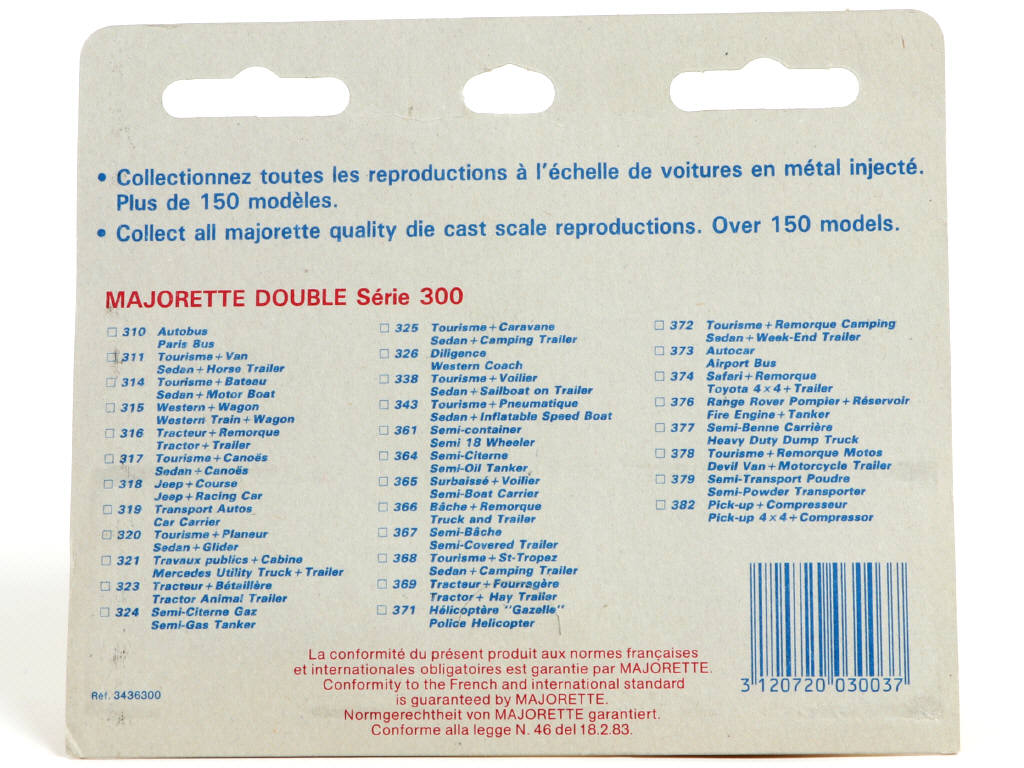 • Collectionnez toutes les reproductions à l'échelle de voitures en métal injecté.
Plus de 150 modèles.
• Collect all majorette quality die cast scale reproductions. Over 150 models.
MAJORETTE DOUBLE Série 300
310 Autobus
Paris Bus
311 Tourisme + Van
Sedan + Horse Trailer
314 Tourisme + Bateau
Sedan + Motor Boat
315 Western + Wagon
Western Train + Wagon
316 Tracteur + Remorque
Tractor + Trailer
317 Tourisme + Canoës
Sedan + Canoës
318 Jeep + Course
Jeep + Racing Car
319 Transport Autos
Car Carrier
320 Tourisme + Planeur
Sedan + Glider
321 Travaux publics + Cabine
Mercedes Utility Truck + Trailer
323 Tracteur + Bétaillère
Tractor Animal Trailer
324 Semi-Citerne Gaz
Semi-Gas Tanker
325 Tourisme + Caravane
Sedan + Camping Trailer
326 Diligence
Western Coach
338 Tourisme + Voilier
Sedan + Sailboat on Trailer
343 Tourisme + Pneumatique
Sedan + Inflatable Speed Boat
361 Semi-container
Semi 18 Wheeler
364 Semi-Citerne
Semi-Oil Tanker
365 Surbaissé + Voilier
Semi-Boat Carrier
366 Bâche + Remorque
Truck and Trailer
367 Semi-Bâche
Semi-Covered Trailer
368 Tourisme + St-Tropez
Sedan + Camping Trailer
369 Tracteur + Fourragère
Tractor + Hay Trailer
371 Hélicoptère "Gazelle"
Police Helicopter
372 Tourisme + Remorque Camping
Sedan + Week-End Trailer
373 Autocar
Airport Bus
374 Safari + Remorque
Toyota 4 × 4 + Trailer
376 Range Rover Pompier + Réservoir
Fire Engine + Tanker
377 Semi-Benne Carrière
Heavy Duty Dump Truck
378 Tourisme + Remorque Motos
Devil Van + Motorcycle Trailer
379 Semi-Transport Poudre
Semi-Powder Transporter
382 Pick-up + Compresseur
Pick-up 4 × 4 + Compressor
La conformité du présent produit aux normes françaises
et internationales obligatoires est garantie par MAJORETTE.
Conformity to the French and international standard
is guaranteed by MAJORETTE.
Normgerechtheit von MAJORETTE garantiert.
Conforme alla legge N. 46 del 18.2.83.
Réf. 3436300
3 120720 030037